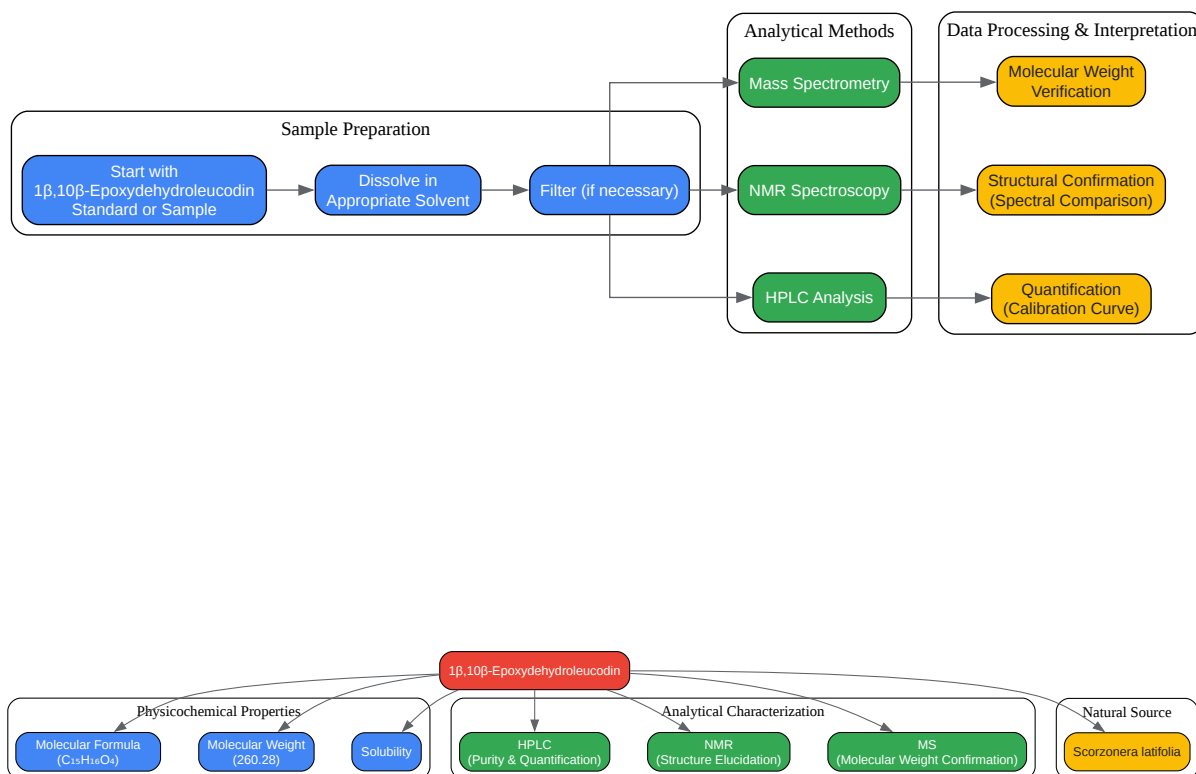 Analytical Methods
Data Processing & Interpretation
Mass Spectrometry
Molecular Weight
Verification
Sample Preparation
Start with
1β,10β-Epoxydehydroleucodin
Standard or Sample
Dissolve in
Appropriate Solvent
Filter (if necessary)
NMR Spectroscopy
Structural Confirmation
(Spectral Comparison)
HPLC Analysis
Quantification
(Calibration Curve)
1β,10β-Epoxydehydroleucodin
Physicochemical Properties
Analytical Characterization
Natural Source
Molecular Formula
(C₁₅H₁₆O₄)
Molecular Weight
(260.28)
Solubility
HPLC
(Purity & Quantification)
NMR
(Structure Elucidation)
MS
(Molecular Weight Confirmation)
Scorzonera latifolia